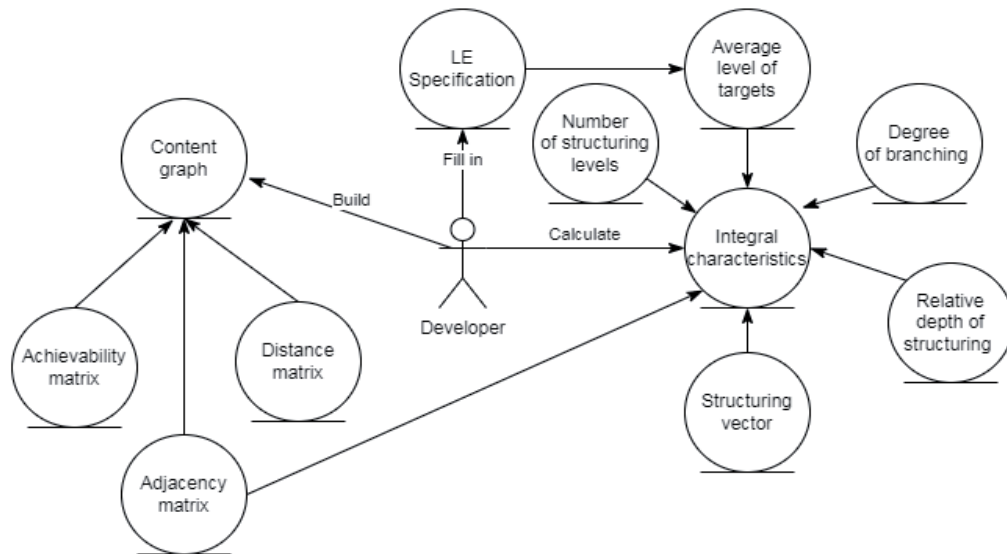 LE
Specification
Average
level of
targets
Number
of structuring
levels
Degree
of branching
Content
graph
Fill in
Build
Calculate
Integral
characteristics
Developer
Relative
depth of
structuring
Achievability
matrix
Distance
matrix
Structuring
vector
Adjacency
matrix